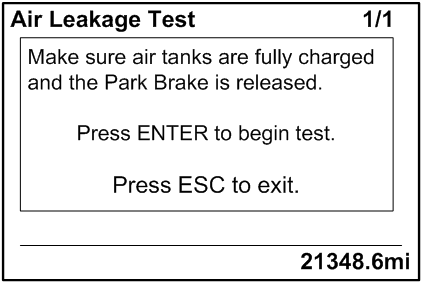 Air Leakage Test 1/1
Make sure air tanks are fully charged
and the Park Brake is released.
Press ENTER to begin test.
Press ESC to exit.
21348.6mi